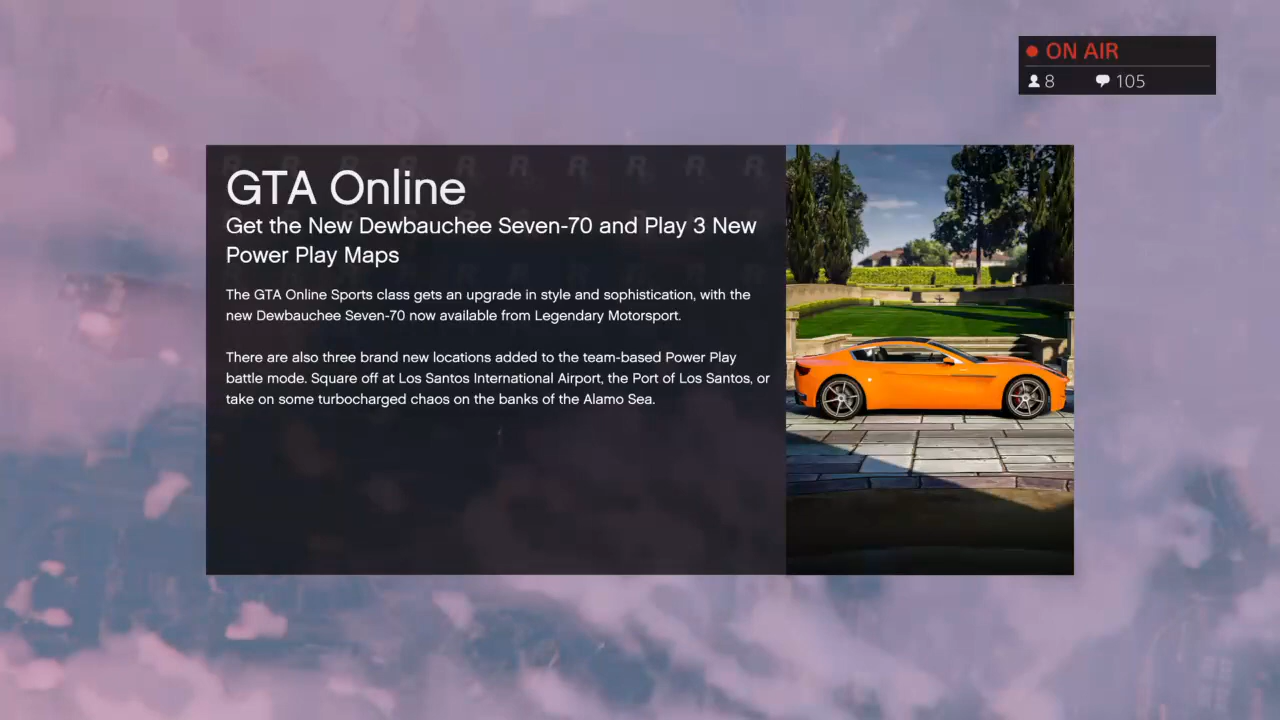 ON AIR
8 105
GTA Online
Get the New Dewbauchee Seven-70 and Play 3 New
Power Play Maps
The GTA Online Sports class gets an upgrade in style and sophistication, with the
new Dewbauchee Seven-70 now available from Legendary Motorsport.
There are also three brand new locations added to the team-based Power Play
battle mode. Square off at Los Santos International Airport, the Port of Los Santos, or
take on some turbocharged chaos on the banks of the Alamo Sea.